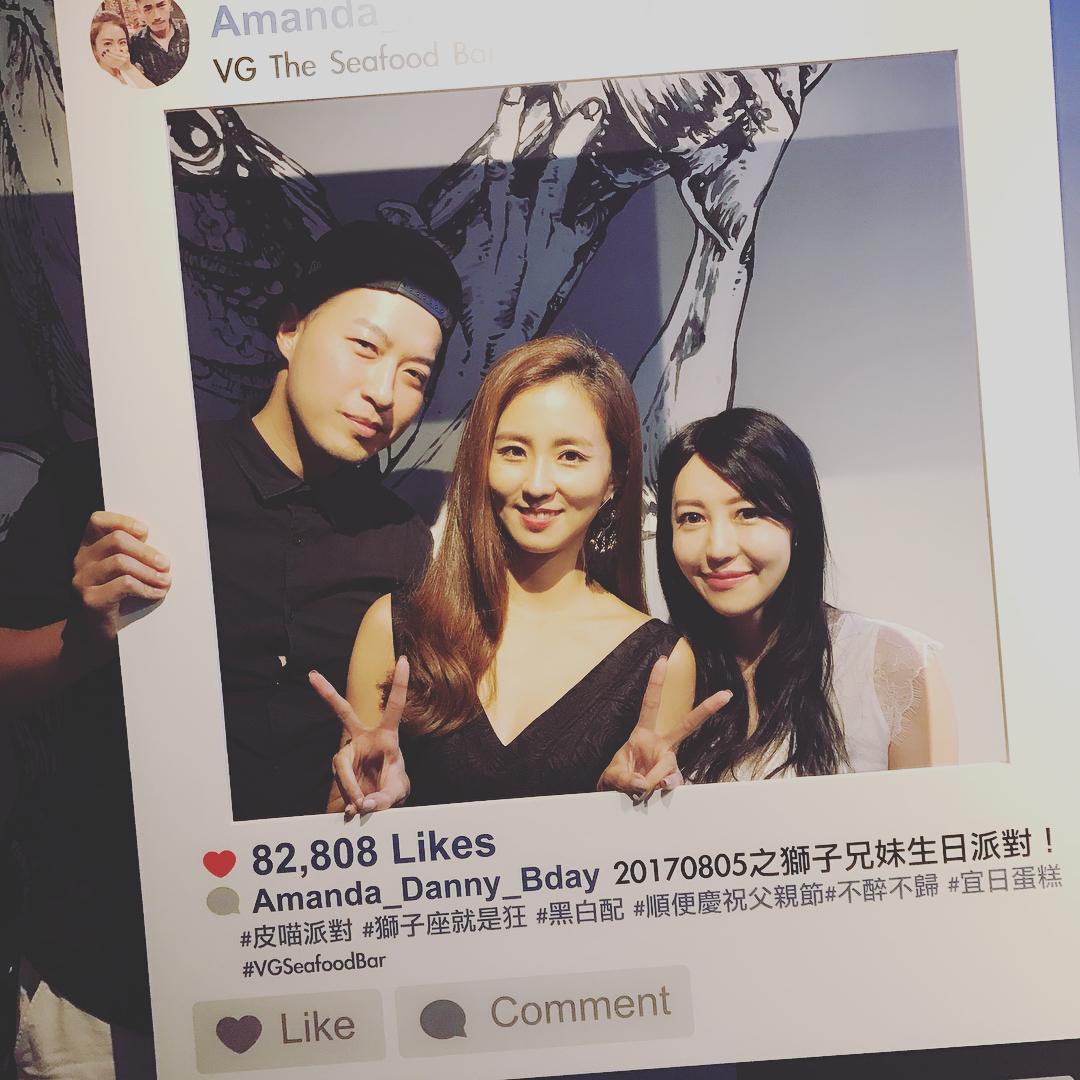 Amanda_
VG The Seafood Bar
82,808 Likes
Amanda_Danny_Bday 20170805之獅子兄妹生日派對！
#皮喵派對 #獅子座就是狂 #黑白配 #順便慶祝父親節#不醉不歸 #宜日蛋糕
#VGSeafoodBar
Like
Comment